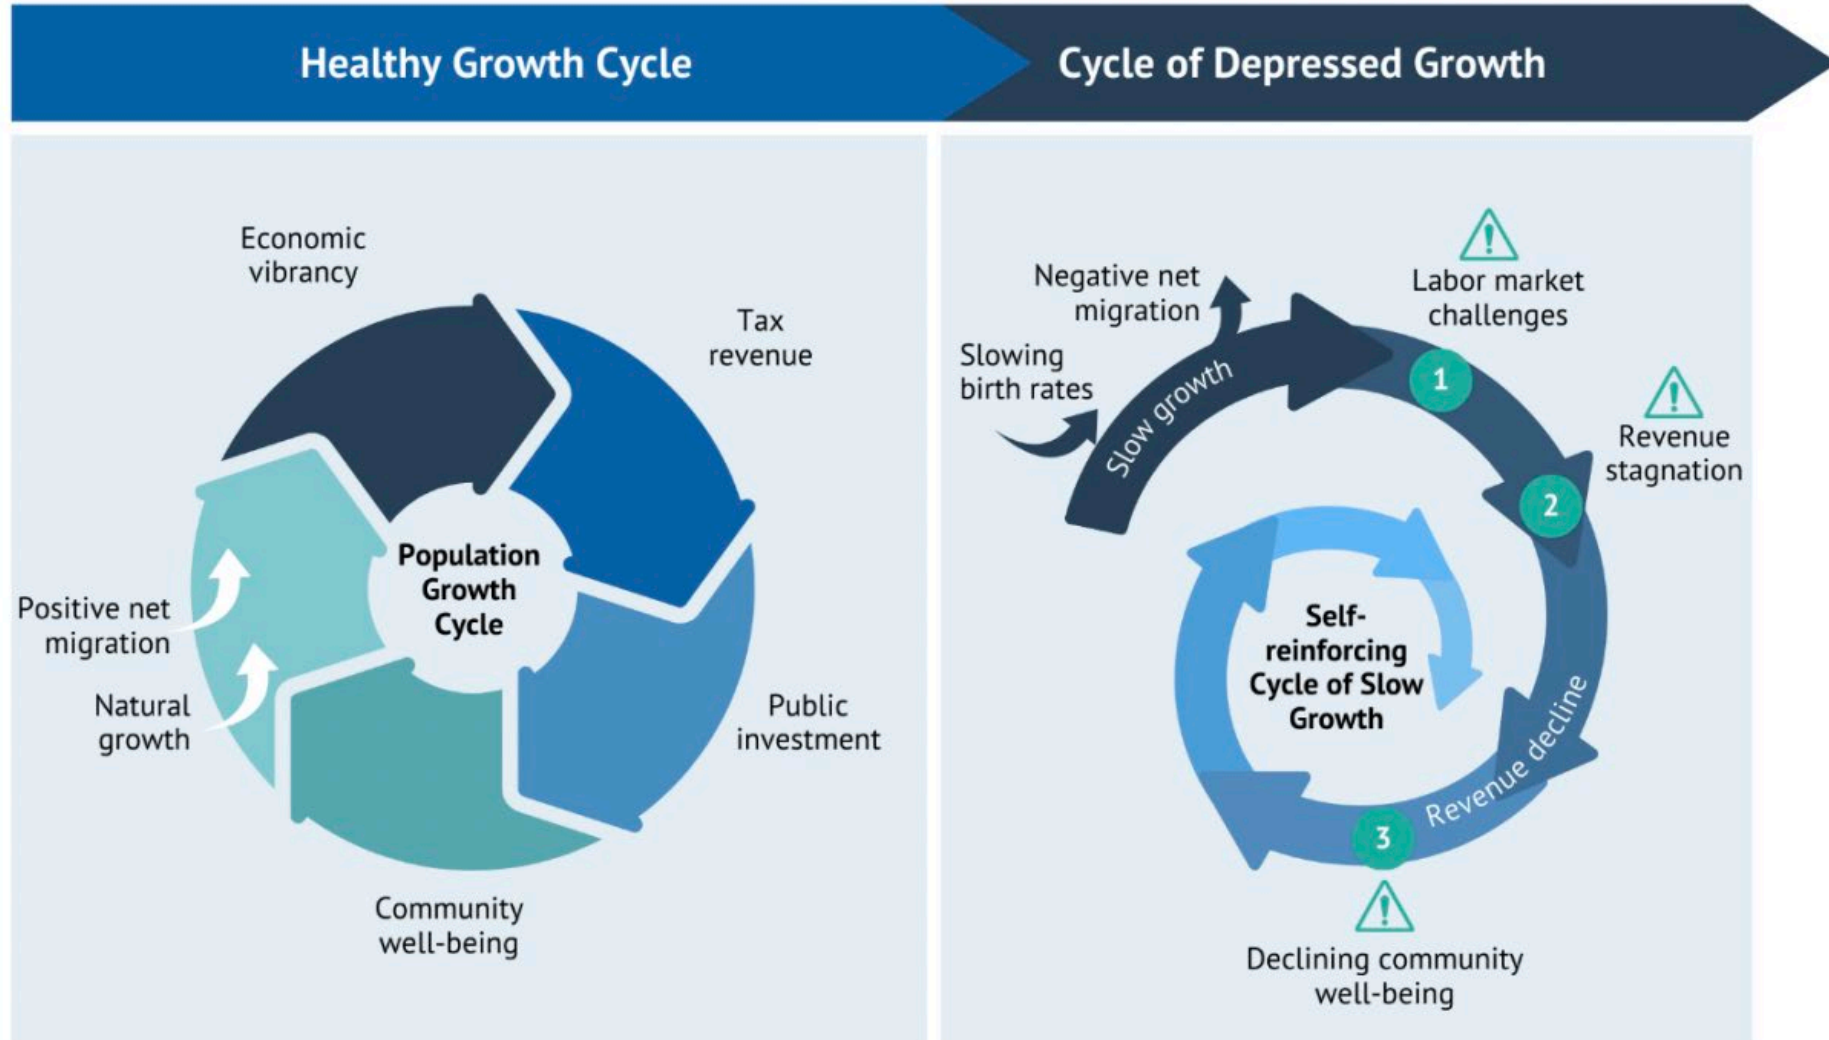 Healthy Growth Cycle
Cycle of Depressed Growth
Economic
vibrancy
Tax
revenue
Population
Growth
Cycle
Positive net
migration
Natural
growth
Public
investment
Community
well-being
Negative net
migration
Slowing
birth rates
Slow growth
Labor market
challenges
1
Revenue
stagnation
2
Self-
reinforcing
Cycle of Slow
Growth
Revenue decline
3
Declining community
well-being